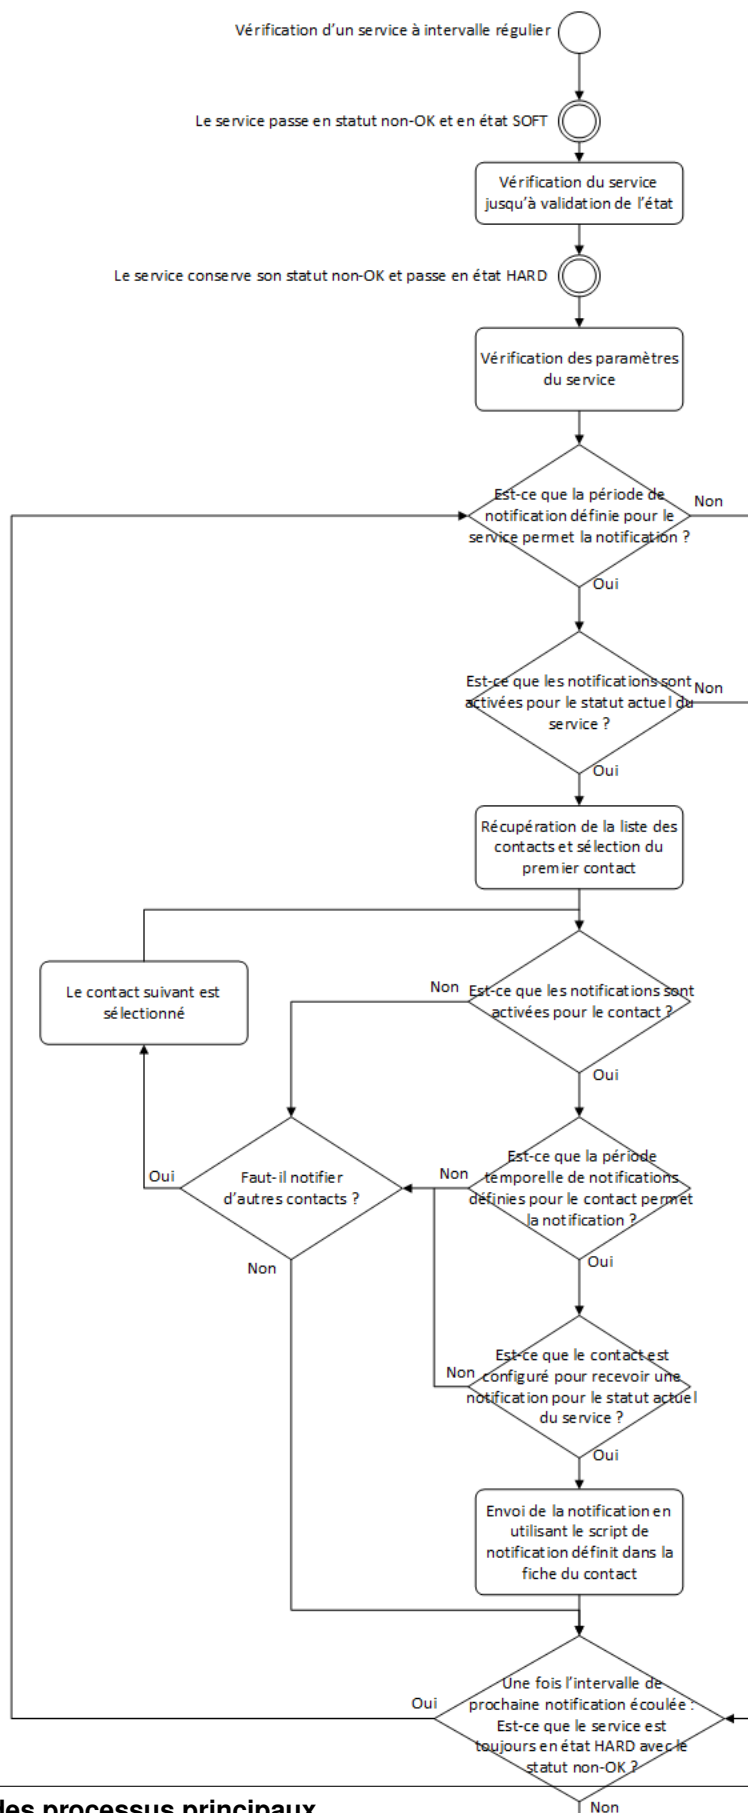 Vérification d'un service à intervalle régulier
Le service passe en statut non-OK et en état SOFT
Vérification du service
jusqu'à validation de l'état
Le service conserve son statut non-OK et passe en état HARD
Vérification des paramètres
du service
Est-ce que la période de
notification définie pour le
service permet la notification ?
Non
Oui
Est-ce que les notifications sont
activées pour le statut actuel du
service ?
Non
Oui
Récupération de la liste des
contacts et sélection du
premier contact
Le contact suivant est
sélectionné
Non
Est-ce que les notifications sont
activées pour le contact ?
Oui
Oui
Faut-il notifier
d'autres contacts ?
Non
Non
Est-ce que la période
temporelle de notifications
définies pour le contact permet
la notification ?
Oui
Non
Est-ce que le contact est
configuré pour recevoir une
notification pour le statut actuel
du service ?
Oui
Envoi de la notification en
utilisant le script de
notification définit dans la
fiche du contact
Oui
Une fois l'intervalle de
prochaine notification écoulée :
Est-ce que le service est
toujours en état HARD avec le
statut non-OK ?
Non
des processus principaux